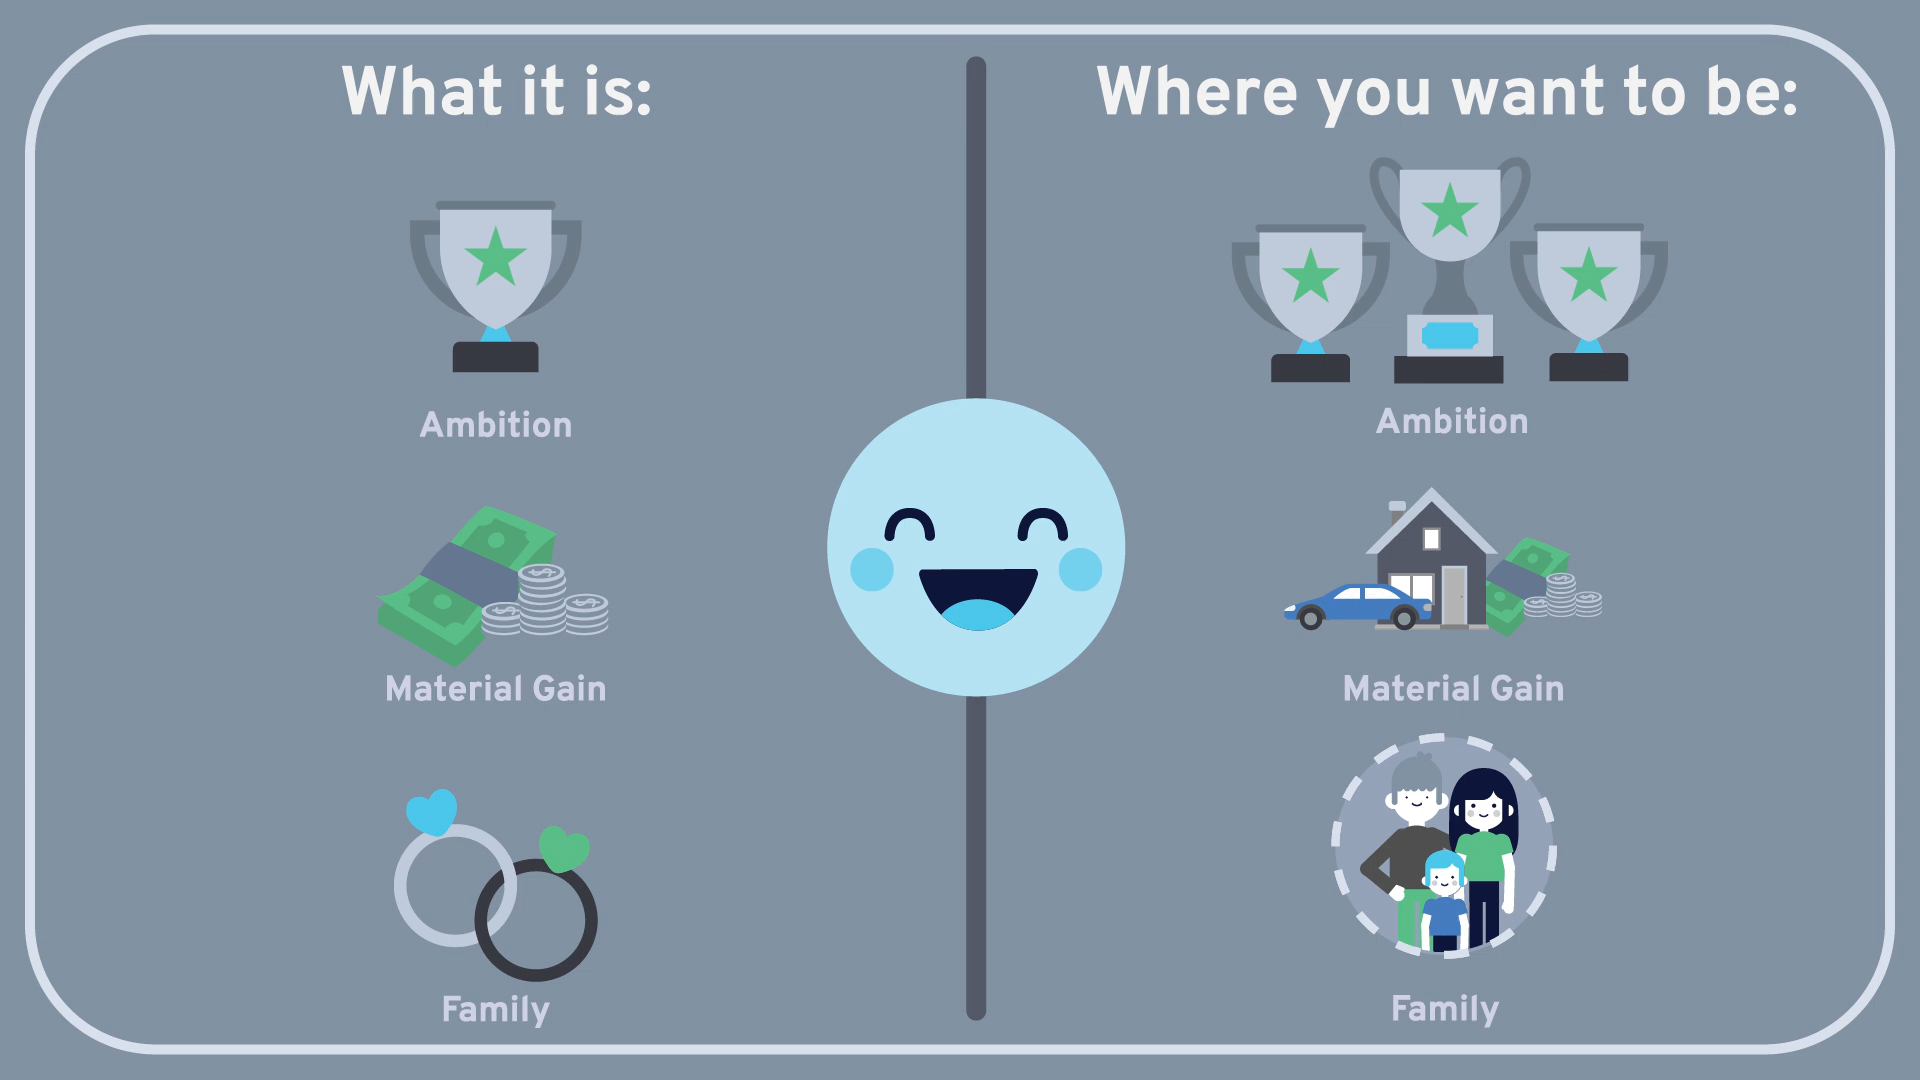 What it is:
Ambition
Material Gain
Family
Where you want to be:
Ambition
Material Gain
Family